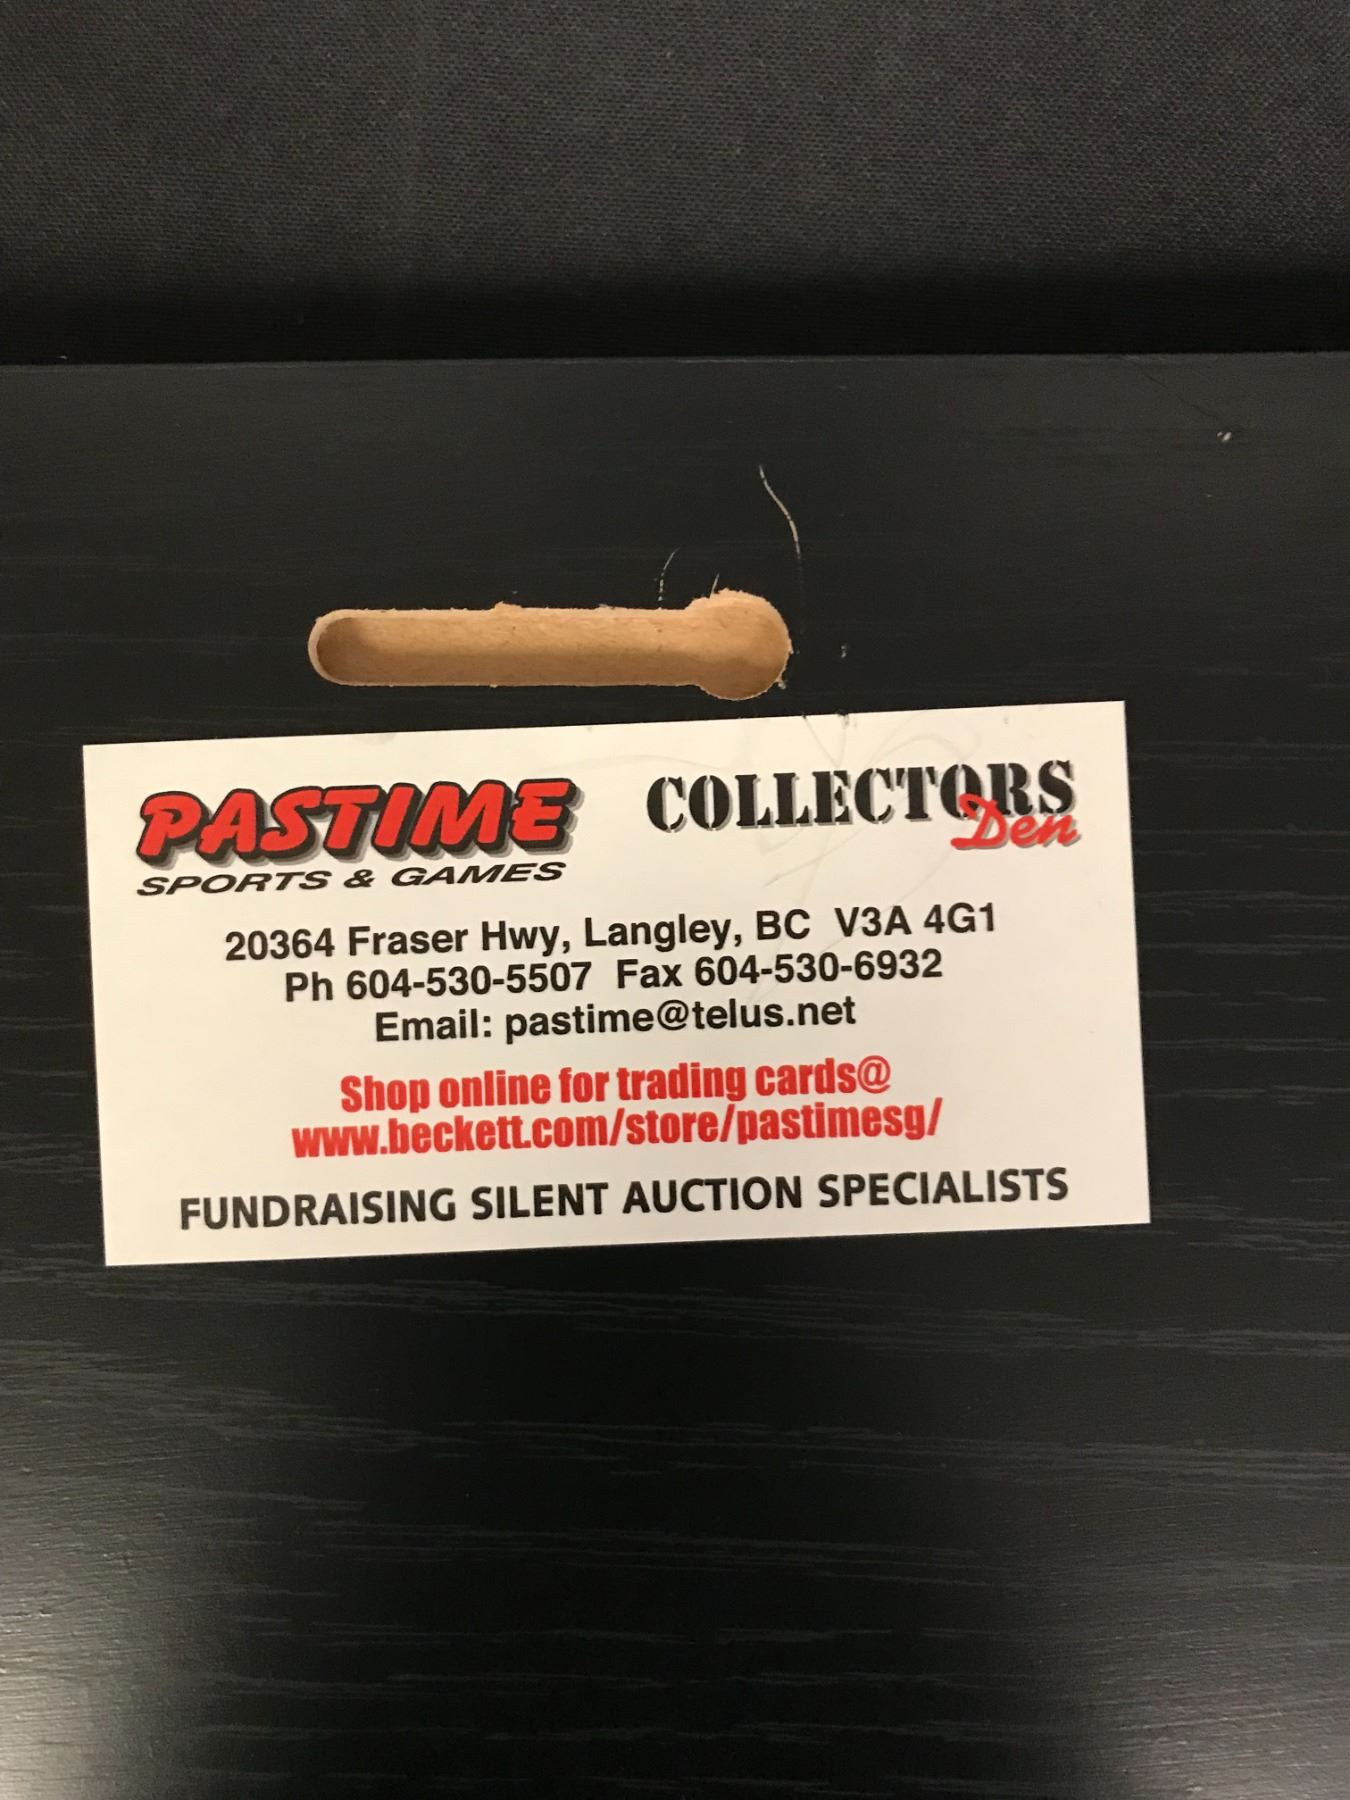 PASTIME
SPORTS & GAMES
COLLECTORS
Den
20364 Fraser Hwy, Langley, BC V3A 4G1
Ph 604-530-5507 Fax 604-530-6932
Email: pastime@telus.net
Shop online for trading cards@
www.beckett.com/store/pastimesg/
FUNDRAISING SILENT AUCTION SPECIALISTS